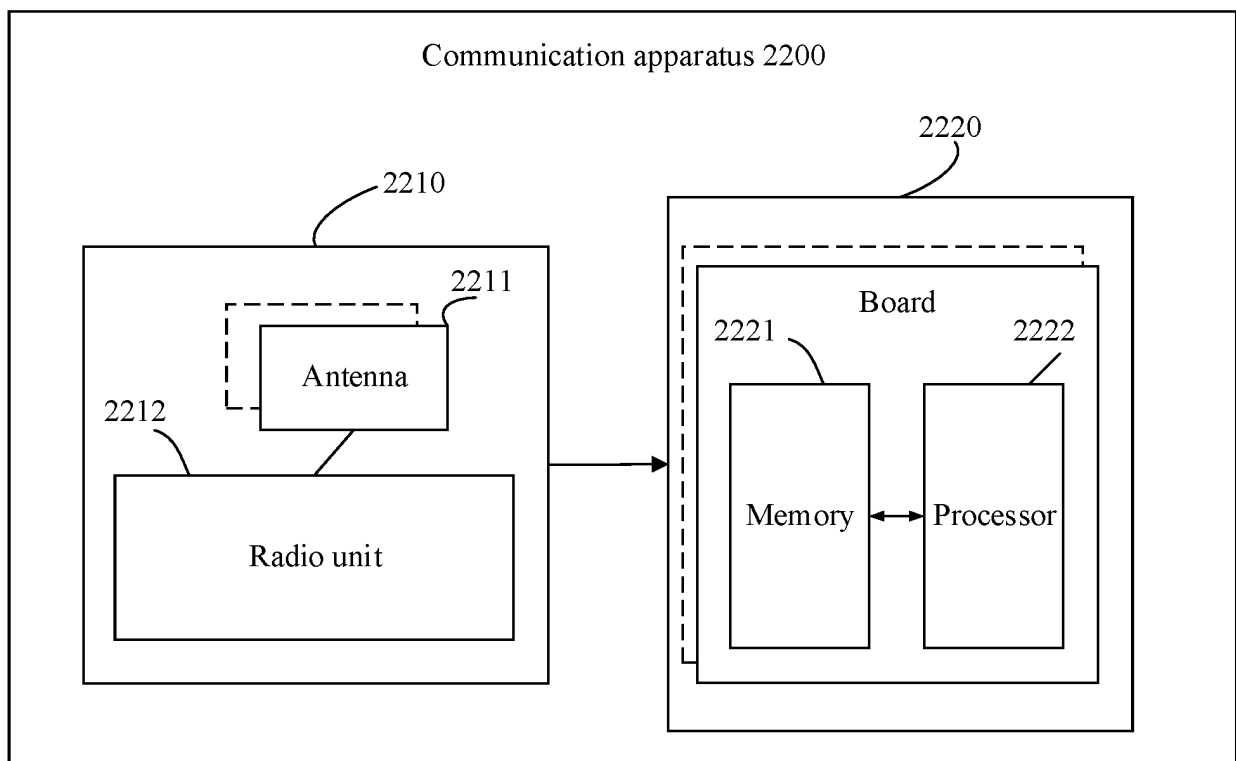 Communication apparatus 2200
2220
2210
2211
Board
2221
2222
Antenna
2212
Memory
Processor
Radio unit